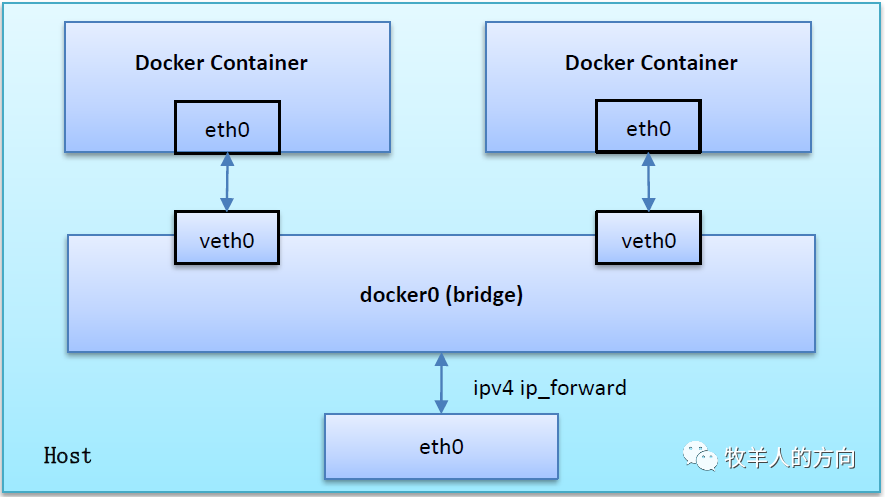 Docker Container
Docker Container
eth0
eth0
veth0
veth0
docker0 (bridge)
ipv4 ip_forward
eth0
Host
牧羊人的方向